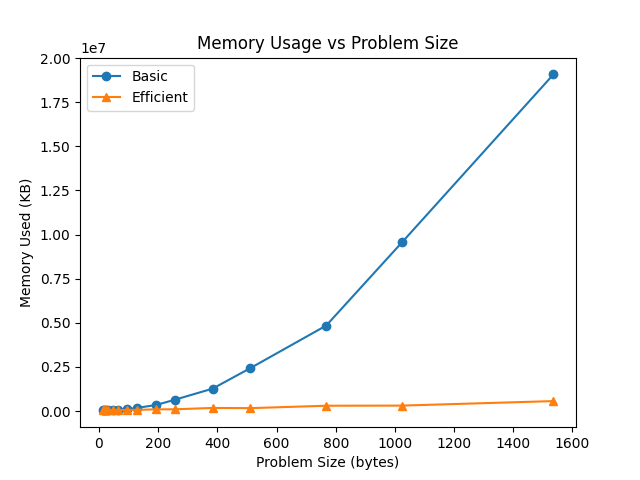 Memory Usage vs Problem Size
1e7
2.00
1.75
1.50
1.25
1.00
0.75
0.50
0.25
0.00
Memory Used (KB)
Basic
Efficient
0 200 400 600 800 1000 1200 1400 1600
Problem Size (bytes)